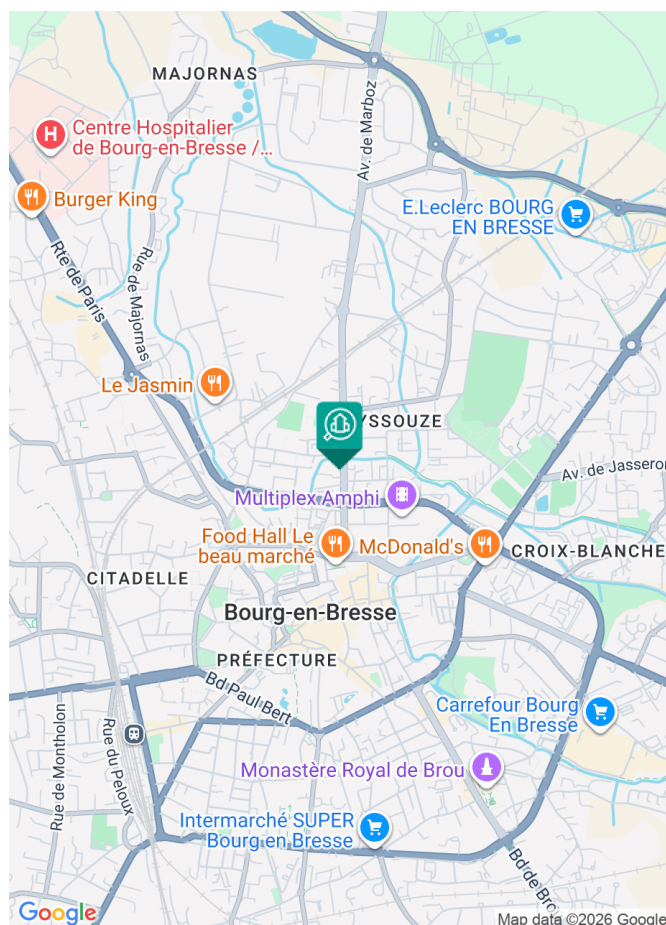 MAJORNAS
Av. de Marboz
H
Centre Hospitalier
de Bourg-en-Bresse /...
Burger King
E.Leclerc BOURG
EN BRESSE
Rte de Paris
Rue de Majornas
Le Jasmin
YSSOUZE
Av. de Jasseron
Multiplex Amphi
Food Hall Le
beau marché
McDonald's
CROIX-BLANCHE
CITADELLE
Bourg-en-Bresse
PRÉFECTURE
Bd Paul Bert
Rue de Montholon
Rue du Peloux
Carrefour Bourg
En Bresse
Monastère Royal de Brou
Intermarché SUPER
Bourg en Bresse
Bd de Bro
Google
Map data ©2026 Google